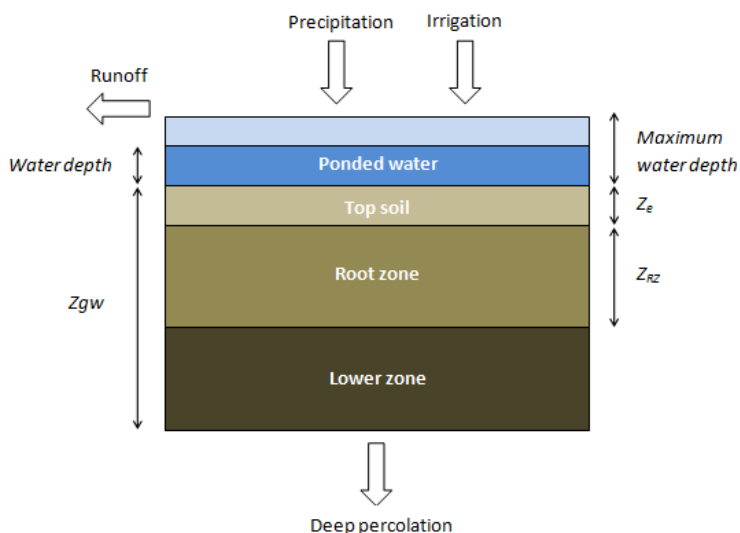 Precipitation
Irrigation
Runoff
Water depth
Ponded water
Maximum
water depth
Top soil
Ze
Root zone
ZRZ
Zgw
Lower zone
Deep percolation